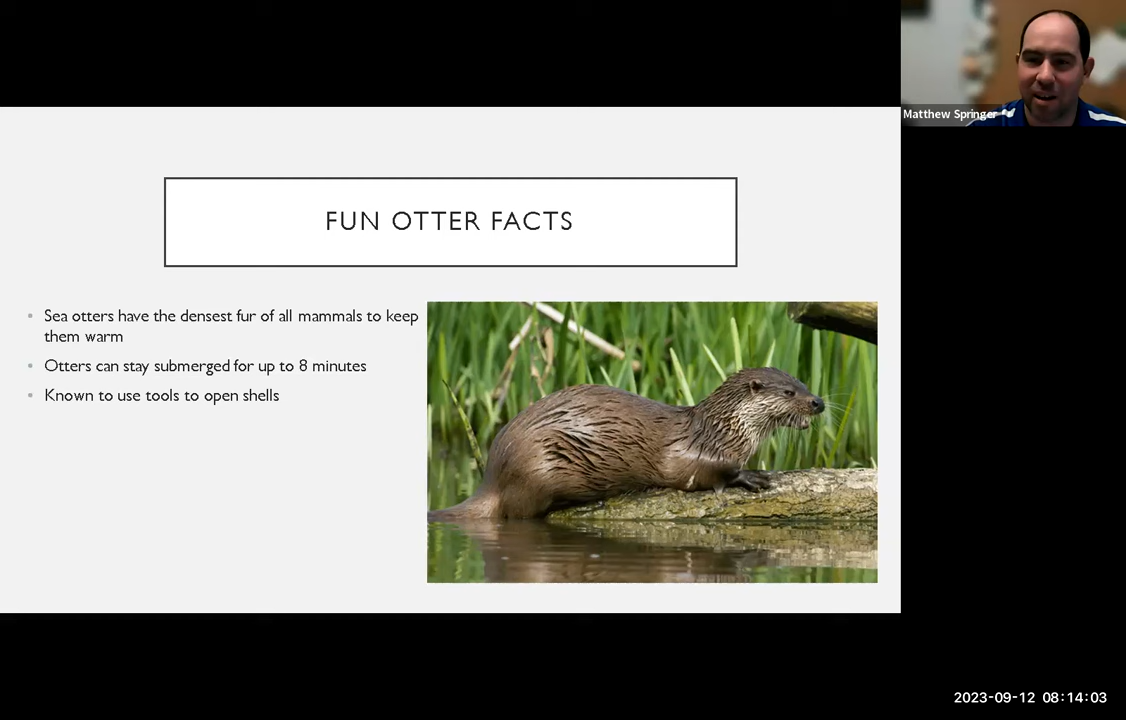 Matthew Springer
FUN OTTER FACTS
Sea otters have the densest fur of all mammals to keep
them warm
Otters can stay submerged for up to 8 minutes
Known to use tools to open shells
2023-09-12 08:14:03